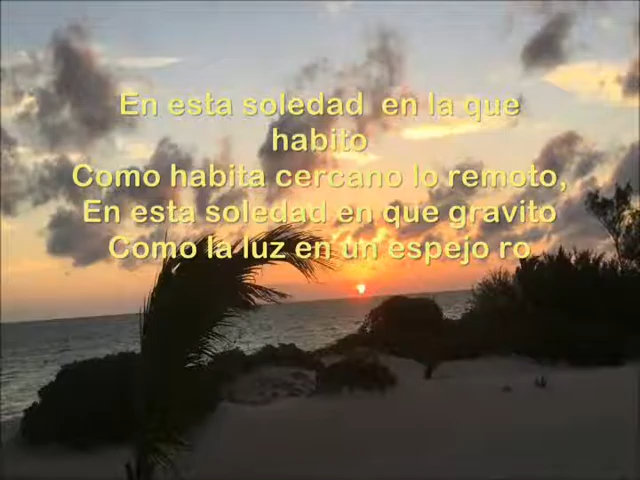 En esta soledad en la que
habito
Como habita cercano lo remoto,
En esta soledad en que gravito
Como la luz en un espejo ro